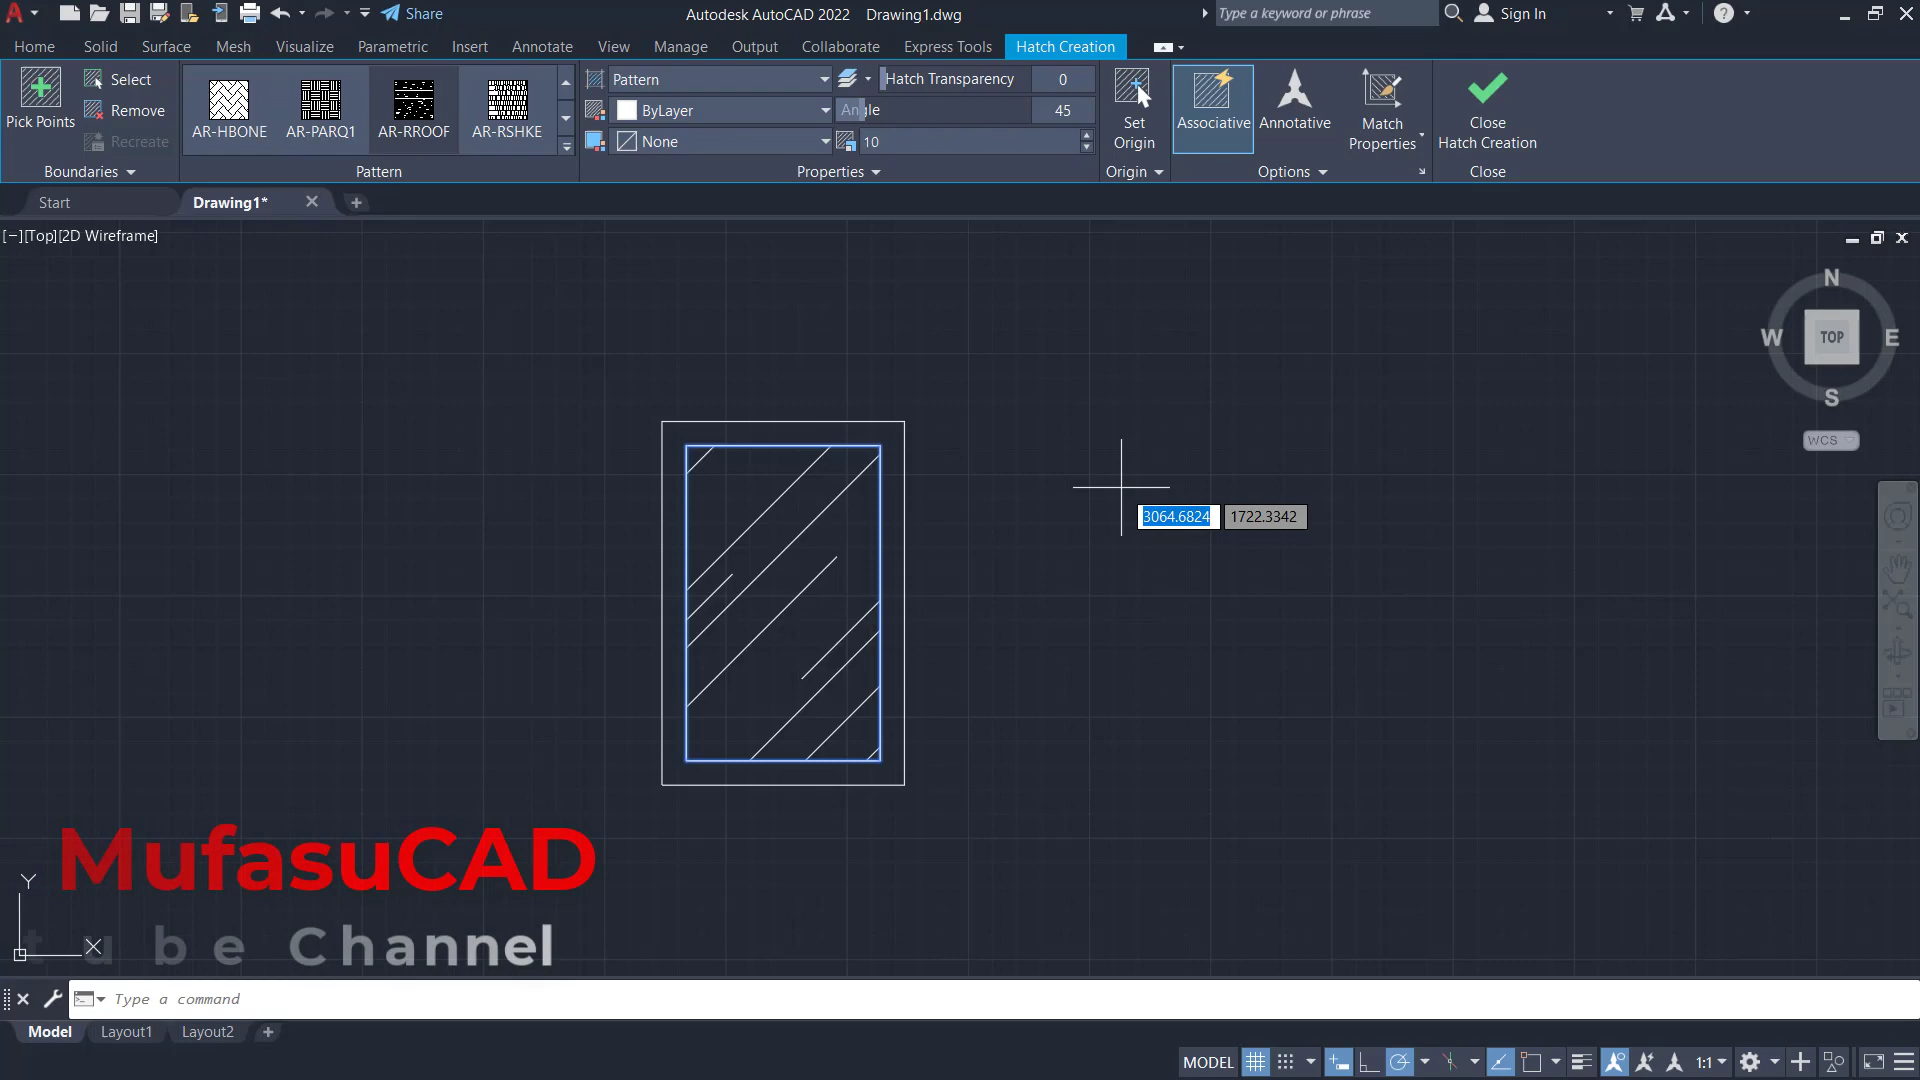 Share
Autodesk AutoCAD 2022 Drawing1.dwg
Type a keyword or phrase
Sign In
Home Solid Surface Mesh Visualize Parametric Insert Annotate View Manage Output Collaborate Express Tools Hatch Creation
Pick Points
Select
Remove
Recreate
Boundaries
AR-HBONE AR-PARQ1 AR-RROOF AR-RSHKE
Pattern
Pattern
ByLayer
None
Hatch Transparency 0
Angle 45
10
Properties
Set
Origin
Origin
Associative
Annotative
Match
Properties
Options
Close
Hatch Creation
Close
Start Drawing1*
[−][Top][2D Wireframe]
N
W TOP E
S
WCS
3064.6824 1722.3342
MufasuCAD
t u b e Channel
Y
X
Type a command
Model Layout1 Layout2
MODEL 1:1